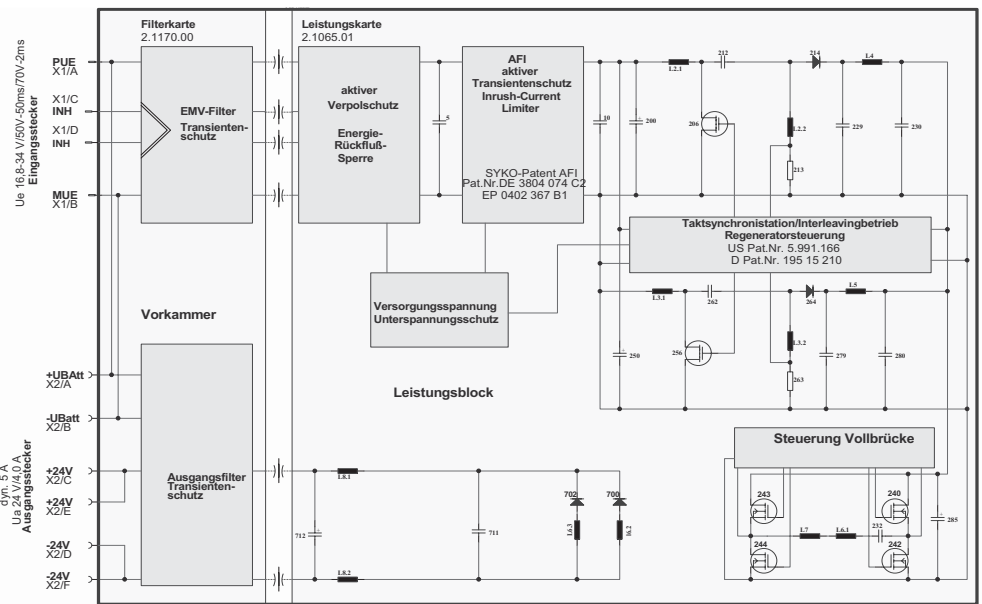 Filterkarte
2.1170.00
Leistungskarte
2.1065.01
Ue 16,8-34 V/50V-50ms/70V-2ms
Eingangsstecker
PUE
X1/A
X1/C
INH
X1/D
INH
MUE
X1/B
EMV-Filter
Transienten-
schutz
aktiver
Verpolschutz
Energie-
Rückfluß-
Sperre
5
AFI
aktiver
Transientenschutz
Inrush-Current
Limiter
SYKO-Patent AFI
Pat.Nr.DE 3804 074 C2
EP 0402 367 B1
10
200
L2.1
212
206
214
L4
L2.2
213
229
230
Taktsynchronistation/Interleavingbetrieb
Regeneratorsteuerung
US Pat.Nr. 5.991.166
D Pat.Nr. 195 15 210
Versorgungsspannung
Unterspannungsschutz
L3.1
262
264
L5
250
256
L3.2
263
279
280
Vorkammer
Leistungsblock
+UBAtt
X2/A
-UBatt
X2/B
dyn. 5 A
Ua 24 V/4,0 A
Ausgangsstecker
+24V
X2/C
+24V
X2/E
-24V
X2/D
-24V
X2/F
Ausgangsfilter
Transienten-
schutz
L8.1
712
711
702
700
L6.3
16.2
L8.2
Steuerung Vollbrücke
243
240
285
L7
L6.1
232
244
242